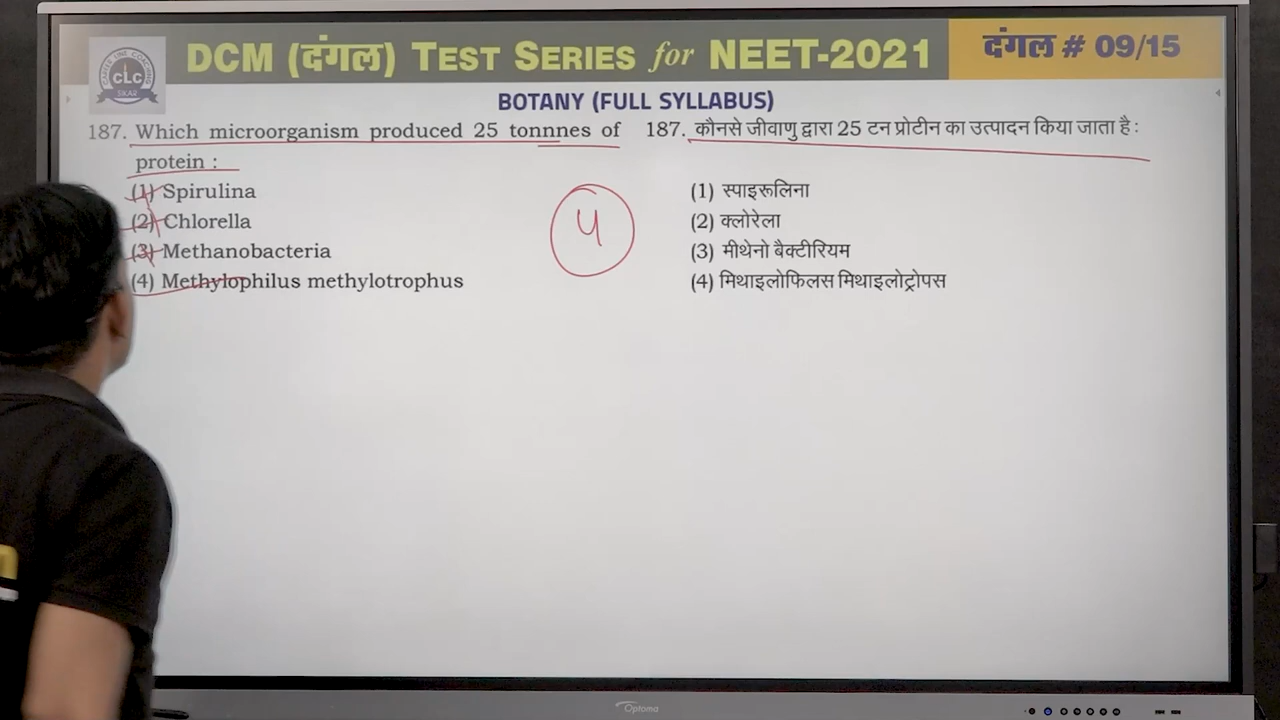 DCM (दंगल) TEST SERIES for NEET-2021
दंगल # 09/15
CLC
SIKAR
BOTANY (FULL SYLLABUS)
187. Which microorganism produced 25 tonnnes of
protein :
(1) Spirulina
(2) Chlorella
(3) Methanobacteria
(4) Methylophilus methylotrophus
4
187. कौनसे जीवाणु द्वारा 25 टन प्रोटीन का उत्पादन किया जाता है :
(1) स्पाइरूलिना
(2) क्लोरेला
(3) मीथेनो बैक्टीरियम
(4) मिथाइलोफिलस मिथाइलोट्रोपस
Optoma